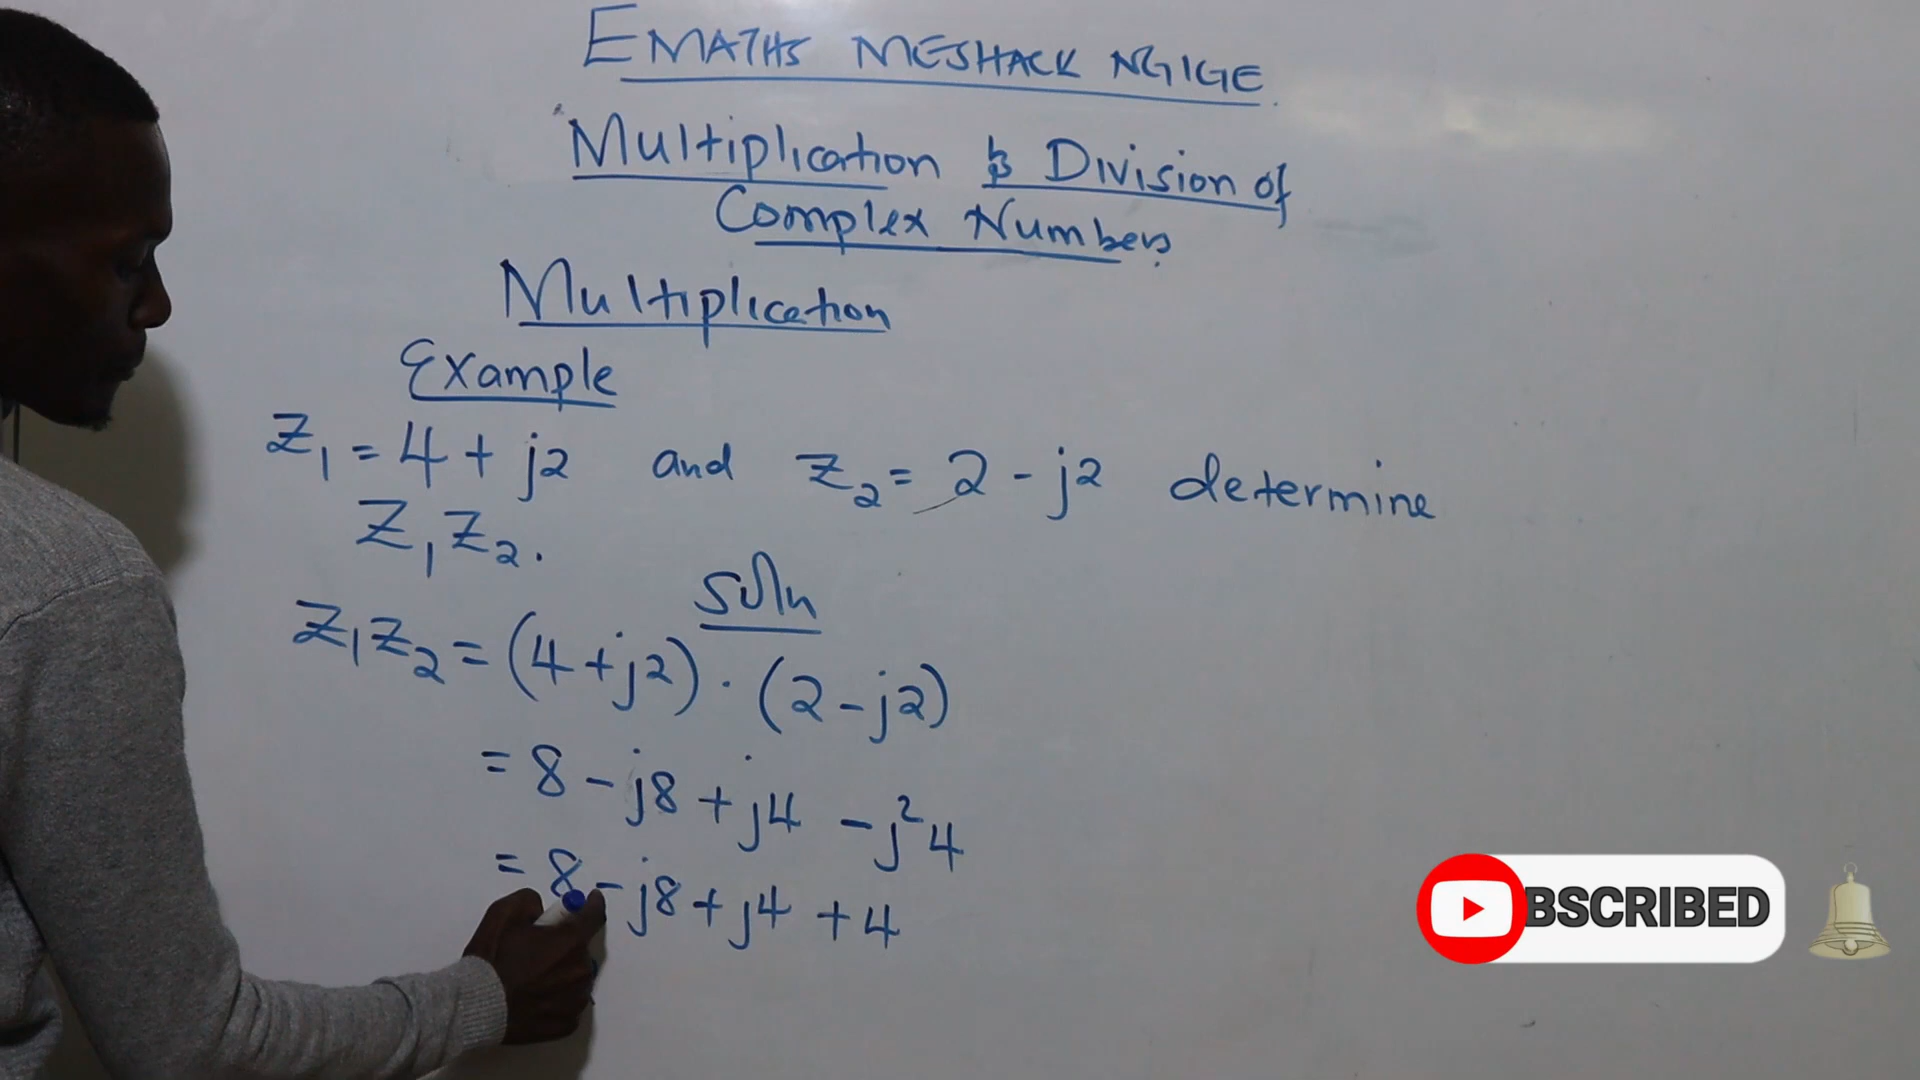 EMATHS MESHACK NGIGE
Multiplication & Division of
Complex Numbers
Multiplication
Example
Z₁ = 4 + j2 and Z₂ = 2 - j2 determine
Z₁Z₂.
Soln
Z₁Z₂ = (4 + j2) · (2 - j2)
= 8 - j8 + j4 - j²4
= 8 - j8 + j4 + 4
BSCRIBED